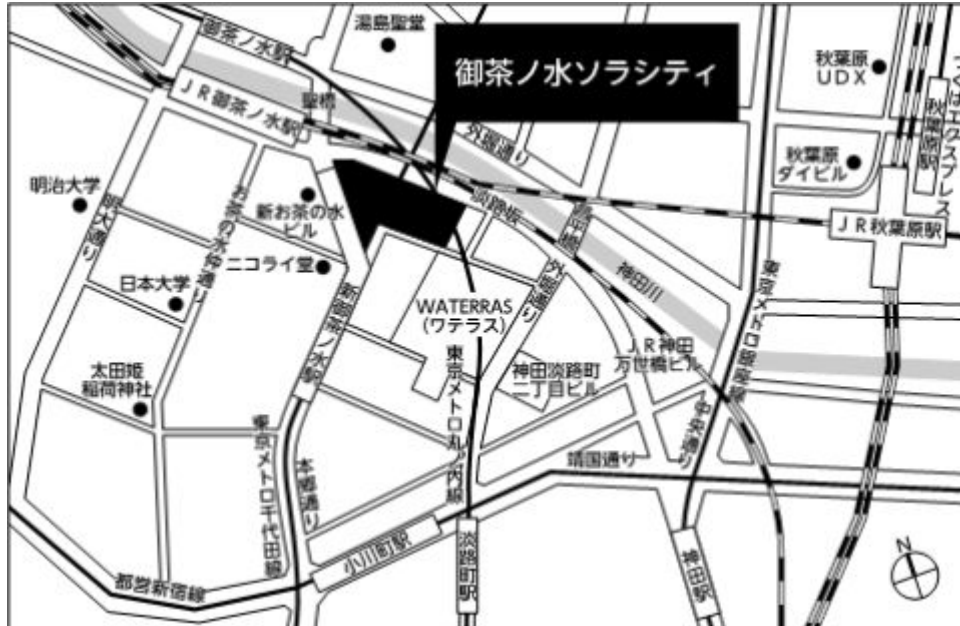 御茶ノ水駅
湯島聖堂
御茶ノ水ソラシティ
秋葉原
UDX
つくばエクスプレス
秋葉原駅
聖橋
JR御茶ノ水駅
外堀通り
秋葉原
ダイビル
明治大学
明大通り
お茶の水仲通り
新お茶の水
ビル
淡路坂
昌平橋
JR秋葉原駅
ニコライ堂
日本大学
新御茶ノ水駅
外堀通り
神田川
東京メトロ銀座線
WATERRAS
(ワテラス)
太田姫
稲荷神社
東京メトロ丸ノ内線
神田淡路町
二丁目ビル
JR神田
万世橋ビル
中央通り
東京メトロ千代田線
本郷通り
靖国通り
小川町駅
淡路町駅
神田駅
都営新宿線
N